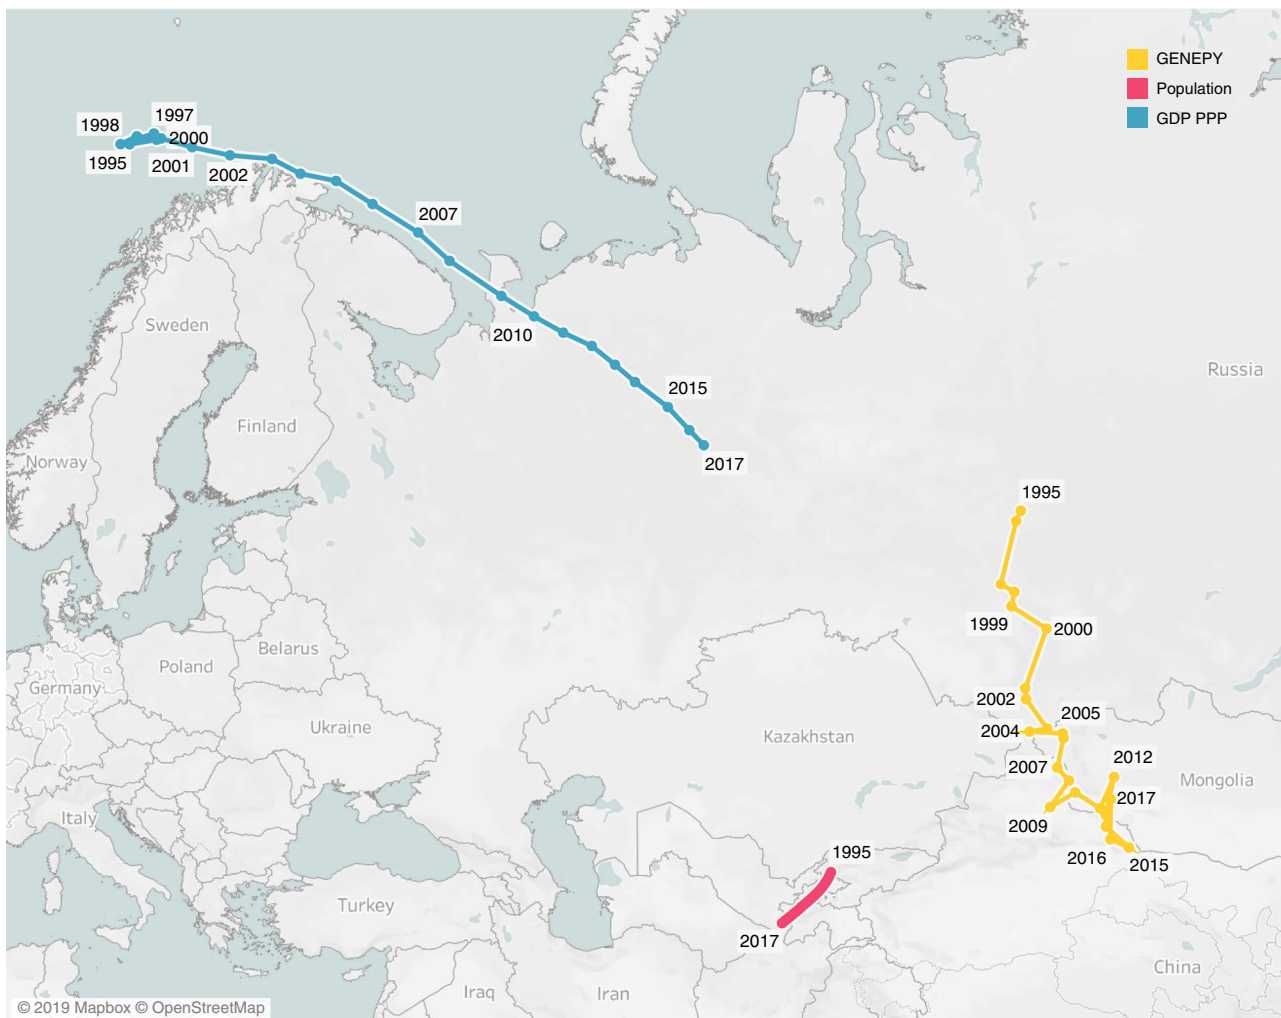 GENEPY
Population
GDP PPP
1998
1997
2000
1995
2001
2002
2007
2010
2015
2017
Sweden
Finland
Norway
Russia
1995
1999
2000
2002
2004
2005
2007
2012
2017
2009
2016
2015
1995
2017
Belarus
Poland
Germany
Ukraine
Kazakhstan
Mongolia
Italy
Turkey
Iraq
Iran
China
© 2019 Mapbox © OpenStreetMap